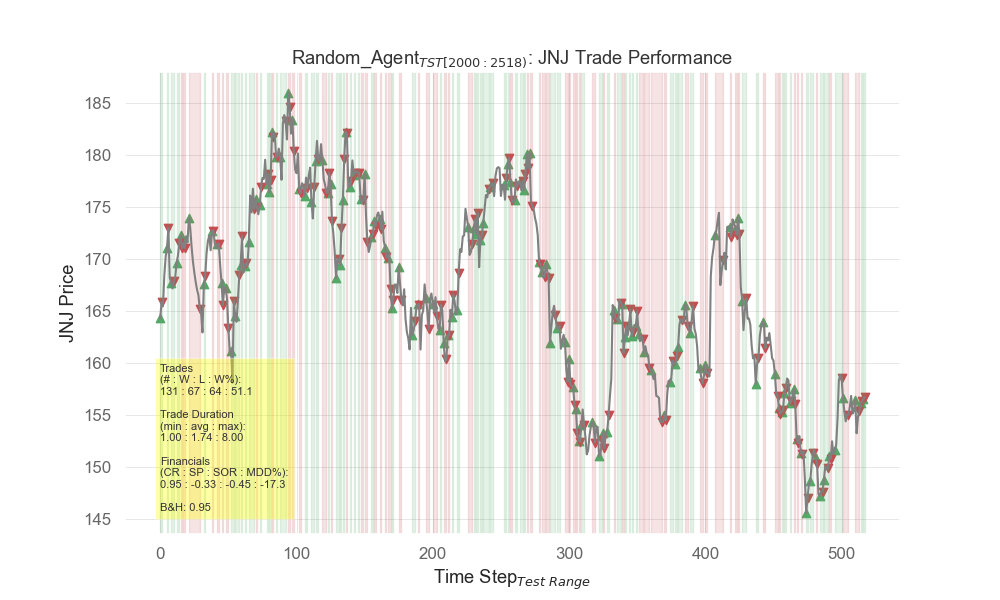 Random_Agent TST[2000 : 2518): JNJ Trade Performance
JNJ Price
185
180
175
170
165
160
155
150
145
Trades
(# : W : L : W%):
131 : 67 : 64 : 51.1
Trade Duration
(min : avg : max):
1.00 : 1.74 : 8.00
Financials
(CR : SP : SOR : MDD%):
0.95 : -0.33 : -0.45 : -17.3
B&H: 0.95
0 100 200 300 400 500
Time Step Test Range